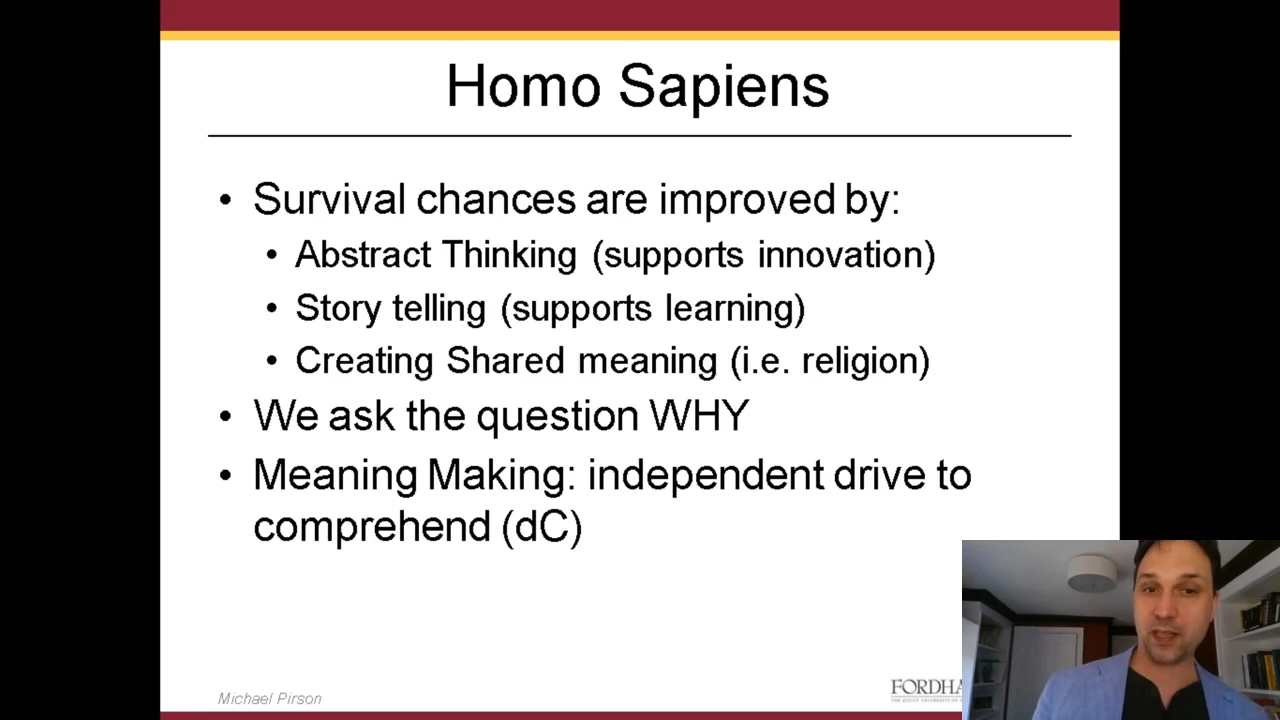 Homo Sapiens
• Survival chances are improved by:
• Abstract Thinking (supports innovation)
• Story telling (supports learning)
• Creating Shared meaning (i.e. religion)
• We ask the question WHY
• Meaning Making: independent drive to
comprehend (dC)
Michael Pirson